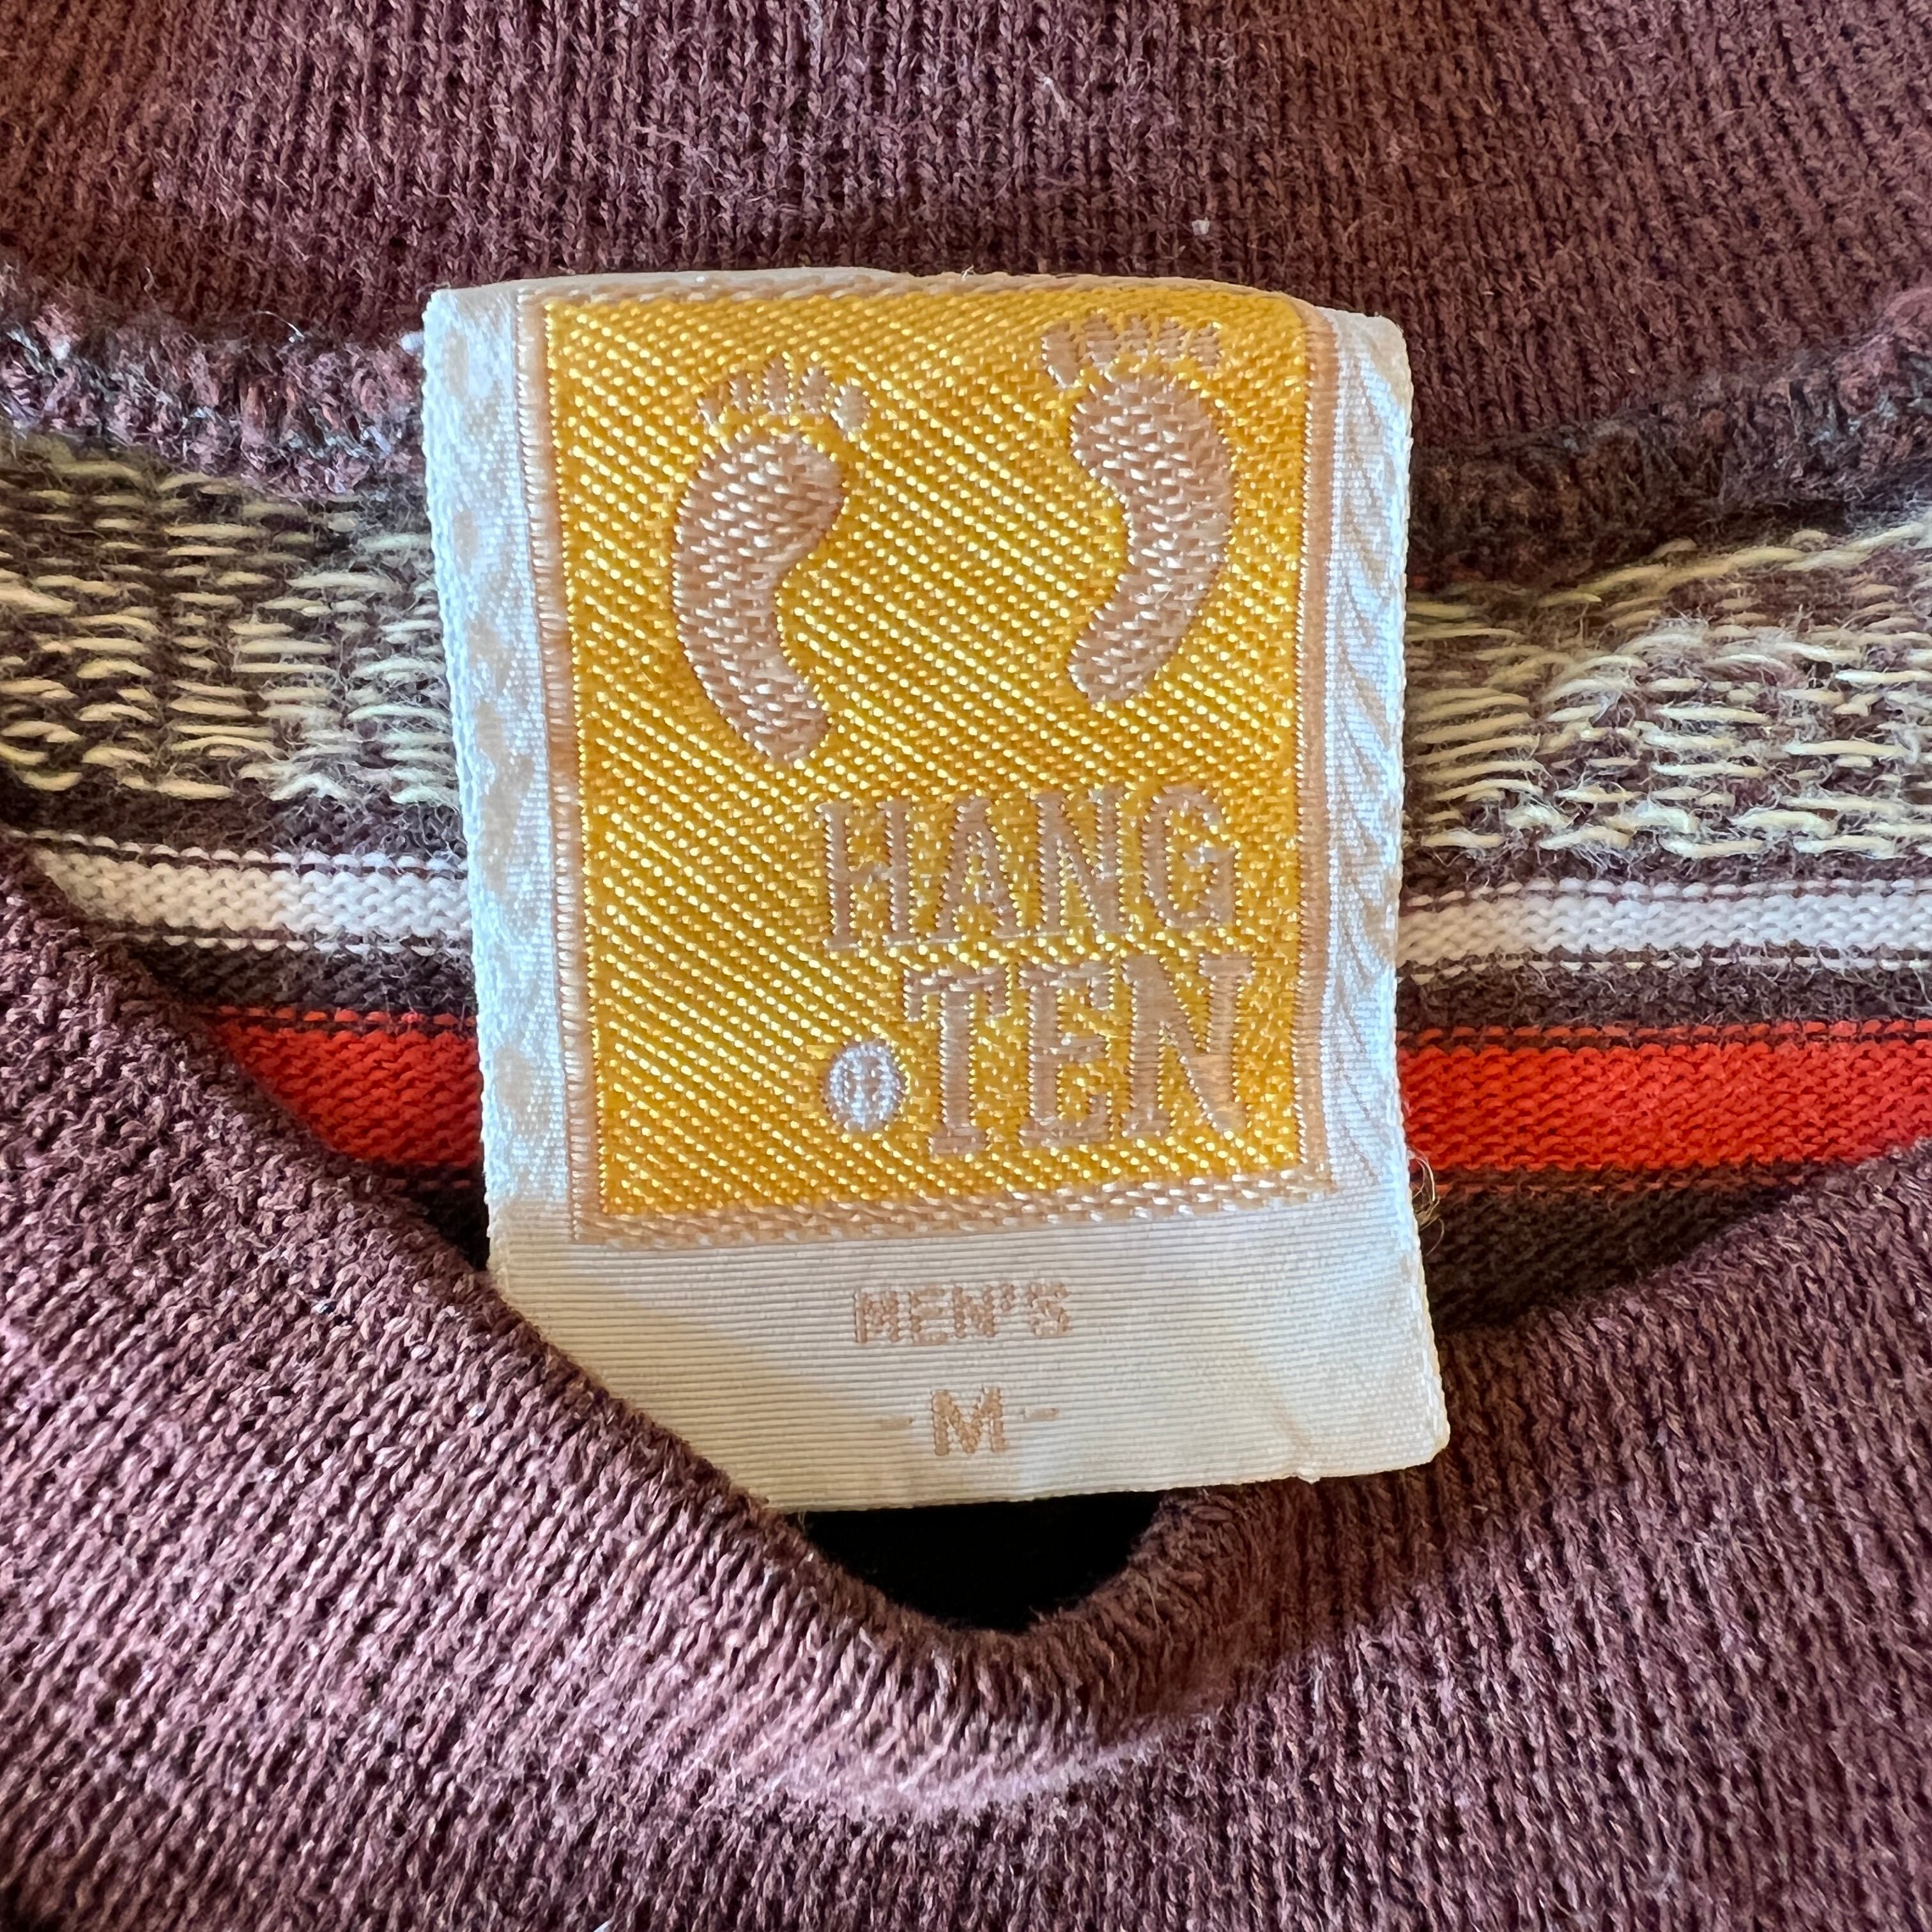 HANG
TEN
MEN'S
-M-